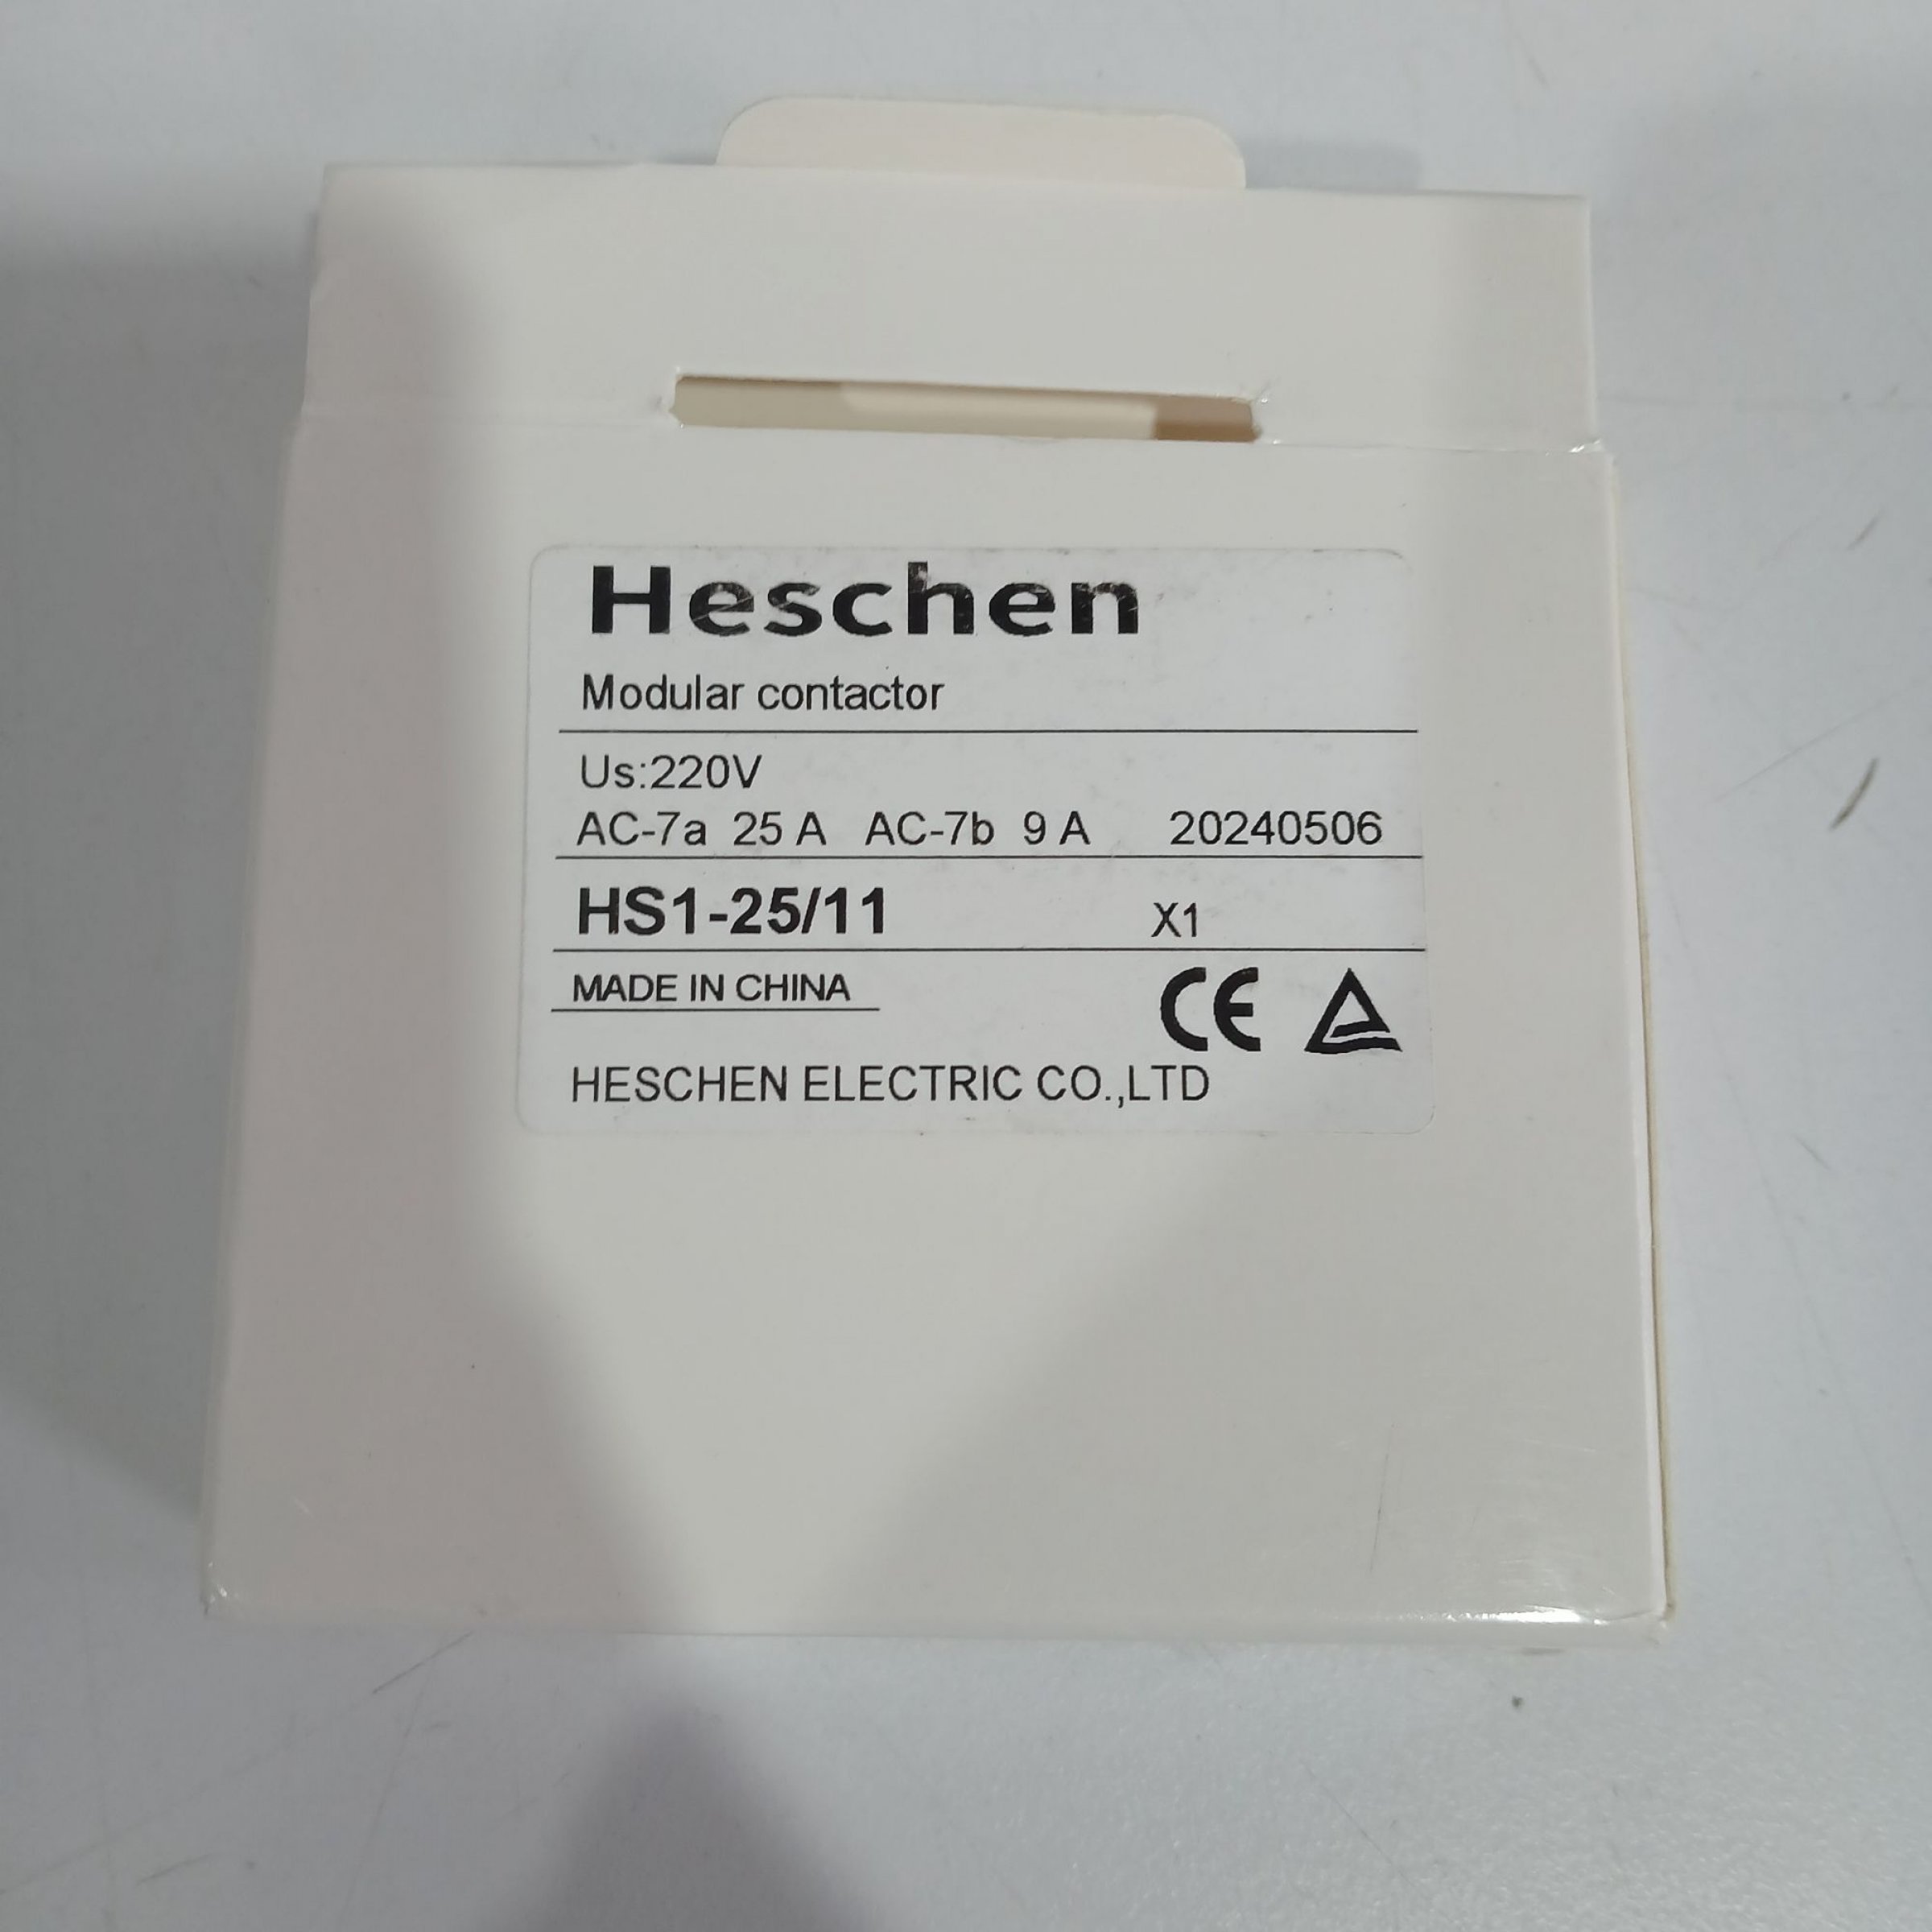 Heschen
Modular contactor
Us:220V
AC-7a 25 A AC-7b 9 A 20240506
HS1-25/11 X1
MADE IN CHINA
CE
HESCHEN ELECTRIC CO.,LTD